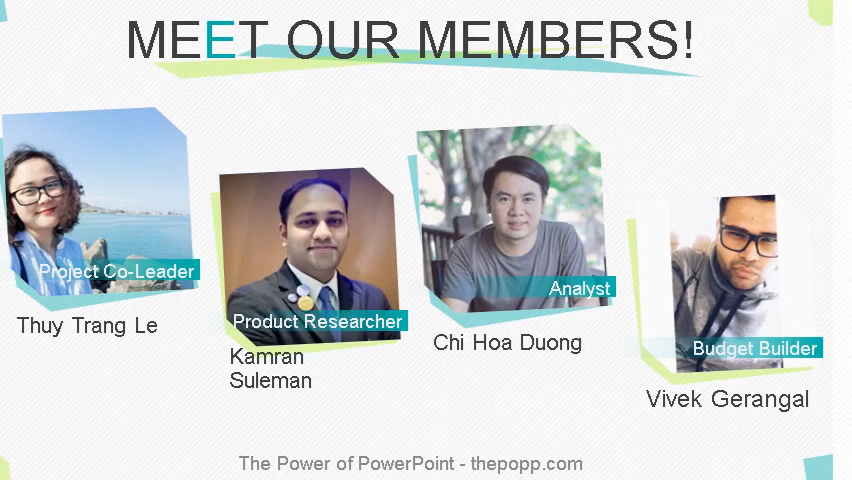 MEET OUR MEMBERS!
Project Co-Leader
Thuy Trang Le
Product Researcher
Kamran
Suleman
Analyst
Chi Hoa Duong
Budget Builder
Vivek Gerangal
The Power of PowerPoint - thepopp.com